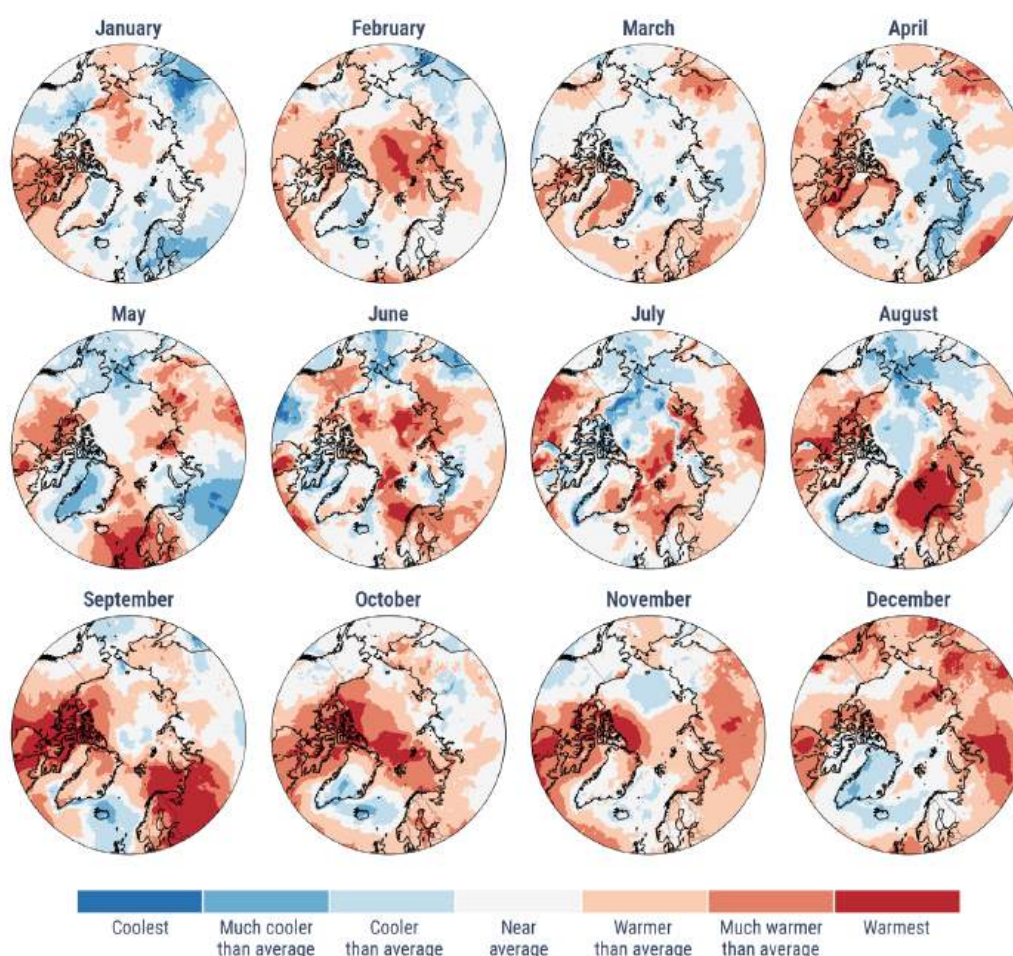 January
February
March
April
May
June
July
August
September
October
November
December
Coolest
Much cooler
than average
Cooler
than average
Near
average
Warmer
than average
Much warmer
than average
Warmest